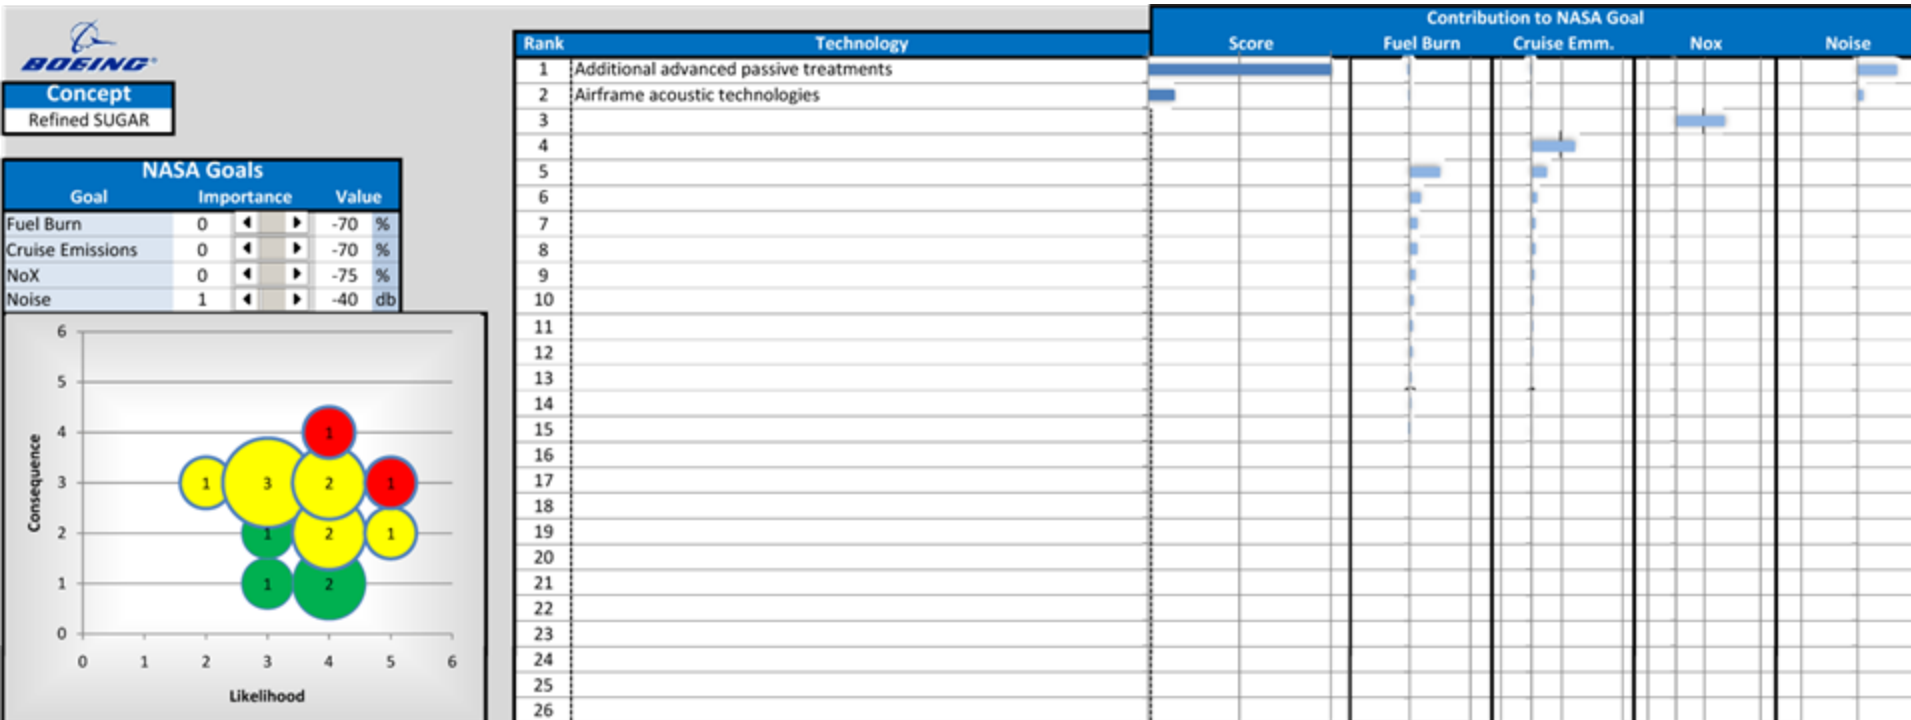 BOEING®
Concept
Refined SUGAR
NASA Goals
Goal Importance Value
Fuel Burn 0 -70 %
Cruise Emissions 0 -70 %
NoX 0 -75 %
Noise 1 -40 db
6
5
4
3
2
1
0
Consequence
1
1 3 2 1
1 2 1
1 2
0 1 2 3 4 5 6
Likelihood
Contribution to NASA Goal
Rank Technology Score Fuel Burn Cruise Emm. Nox Noise
1 Additional advanced passive treatments
2 Airframe acoustic technologies
3
4
5
6
7
8
9
10
11
12
13
14
15
16
17
18
19
20
21
22
23
24
25
26